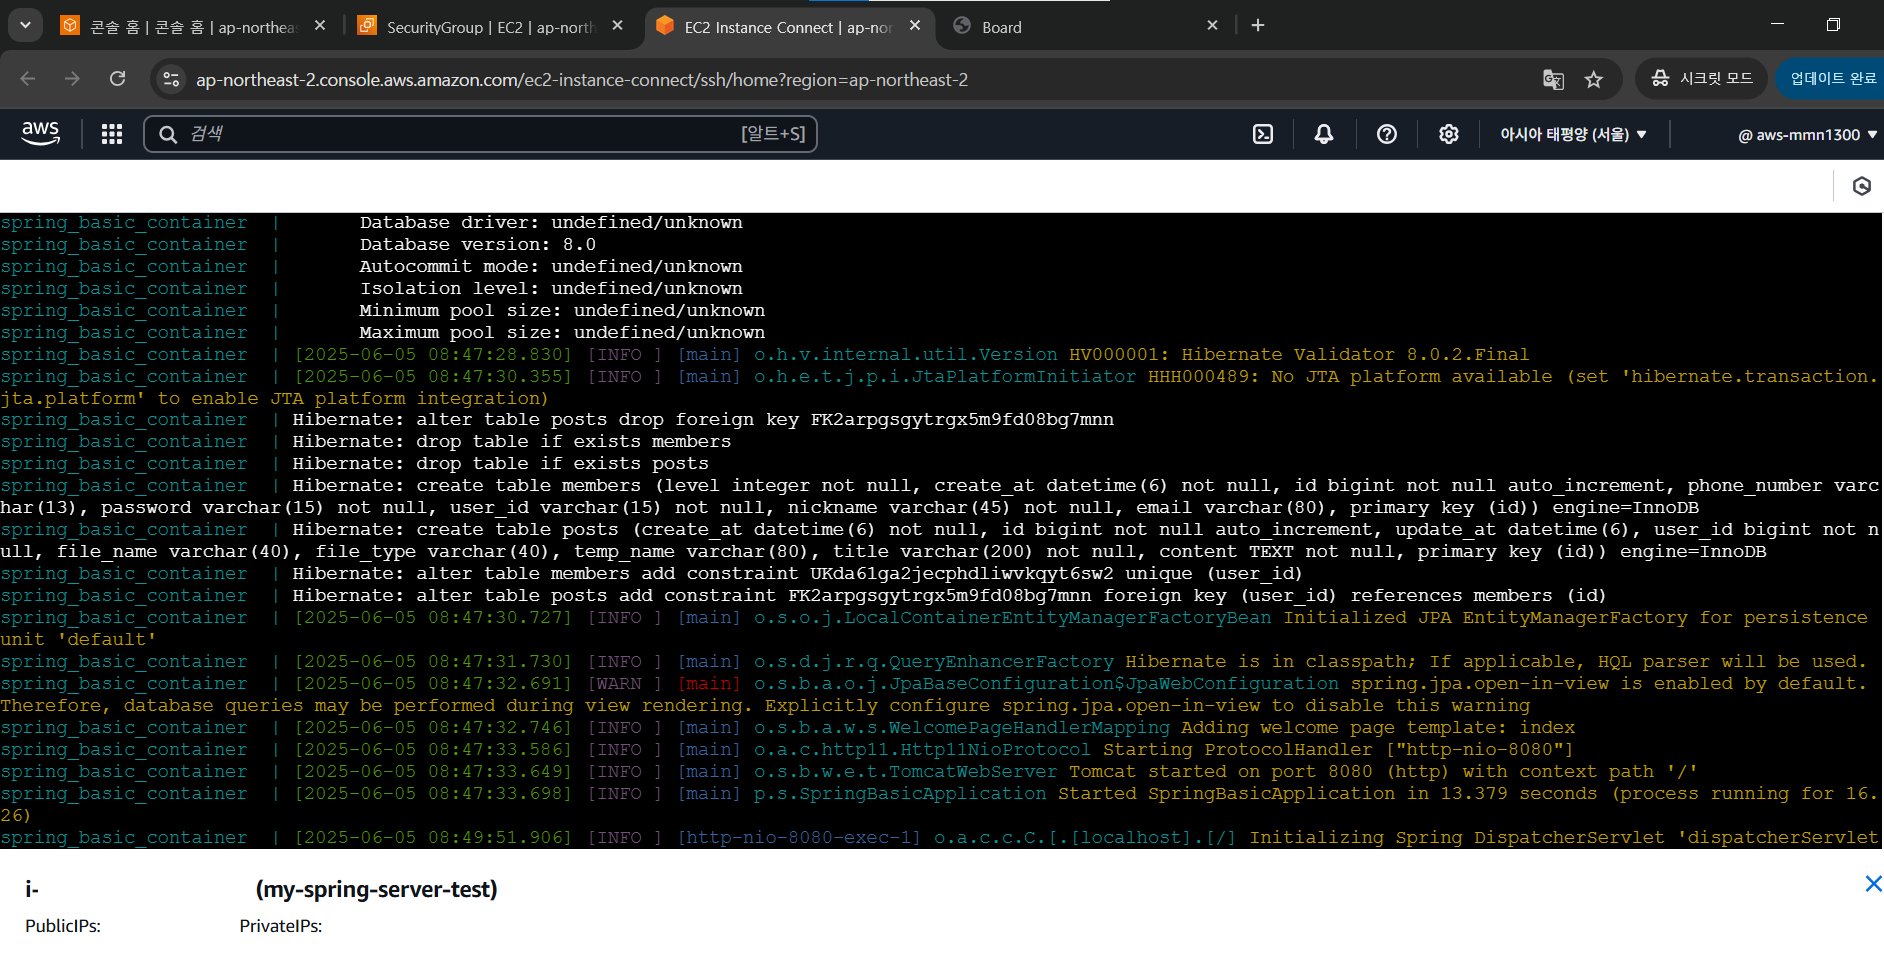 콘솔 홈 | 콘솔 홈 | ap-northeas
SecurityGroup | EC2 | ap-north
EC2 Instance Connect | ap-nor
Board
ap-northeast-2.console.aws.amazon.com/ec2-instance-connect/ssh/home?region=ap-northeast-2
시크릿 모드
업데이트 완료
aws
검색
[알트+S]
아시아 태평양 (서울)
@ aws-mmn1300
spring_basic_container | Database driver: undefined/unknown
spring_basic_container | Database version: 8.0
spring_basic_container | Autocommit mode: undefined/unknown
spring_basic_container | Isolation level: undefined/unknown
spring_basic_container | Minimum pool size: undefined/unknown
spring_basic_container | Maximum pool size: undefined/unknown
spring_basic_container | [2025-06-05 08:47:28.830] [INFO ] [main] o.h.v.internal.util.Version HV000001: Hibernate Validator 8.0.2.Final
spring_basic_container | [2025-06-05 08:47:30.355] [INFO ] [main] o.h.e.t.j.p.i.JtaPlatformInitiator HHH000489: No JTA platform available (set 'hibernate.transaction.
jta.platform' to enable JTA platform integration)
spring_basic_container | Hibernate: alter table posts drop foreign key FK2arpgsgytrgx5m9fd08bg7mnn
spring_basic_container | Hibernate: drop table if exists members
spring_basic_container | Hibernate: drop table if exists posts
spring_basic_container | Hibernate: create table members (level integer not null, create_at datetime(6) not null, id bigint not null auto_increment, phone_number varc
har(13), password varchar(15) not null, user_id varchar(15) not null, nickname varchar(45) not null, email varchar(80), primary key (id)) engine=InnoDB
spring_basic_container | Hibernate: create table posts (create_at datetime(6) not null, id bigint not null auto_increment, update_at datetime(6), user_id bigint not n
ull, file_name varchar(40), file_type varchar(40), temp_name varchar(80), title varchar(200) not null, content TEXT not null, primary key (id)) engine=InnoDB
spring_basic_container | Hibernate: alter table members add constraint UKda61ga2jecphdliwvkqyt6sw2 unique (user_id)
spring_basic_container | Hibernate: alter table posts add constraint FK2arpgsgytrgx5m9fd08bg7mnn foreign key (user_id) references members (id)
spring_basic_container | [2025-06-05 08:47:30.727] [INFO ] [main] o.s.o.j.LocalContainerEntityManagerFactoryBean Initialized JPA EntityManagerFactory for persistence
unit 'default'
spring_basic_container | [2025-06-05 08:47:31.730] [INFO ] [main] o.s.d.j.r.q.QueryEnhancerFactory Hibernate is in classpath; If applicable, HQL parser will be used.
spring_basic_container | [2025-06-05 08:47:32.691] [WARN ] [main] o.s.b.a.o.j.JpaBaseConfiguration$JpaWebConfiguration spring.jpa.open-in-view is enabled by default.
Therefore, database queries may be performed during view rendering. Explicitly configure spring.jpa.open-in-view to disable this warning
spring_basic_container | [2025-06-05 08:47:32.746] [INFO ] [main] o.s.b.a.w.s.WelcomePageHandlerMapping Adding welcome page template: index
spring_basic_container | [2025-06-05 08:47:33.586] [INFO ] [main] o.a.c.http11.Http11NioProtocol Starting ProtocolHandler ["http-nio-8080"]
spring_basic_container | [2025-06-05 08:47:33.649] [INFO ] [main] o.s.b.w.e.t.TomcatWebServer Tomcat started on port 8080 (http) with context path '/'
spring_basic_container | [2025-06-05 08:47:33.698] [INFO ] [main] p.s.SpringBasicApplication Started SpringBasicApplication in 13.379 seconds (process running for 16.
26)
spring_basic_container | [2025-06-05 08:49:51.906] [INFO ] [http-nio-8080-exec-1] o.a.c.c.C.[.[localhost].[/] Initializing Spring DispatcherServlet 'dispatcherServlet
i- (my-spring-server-test)
PublicIPs: PrivateIPs: